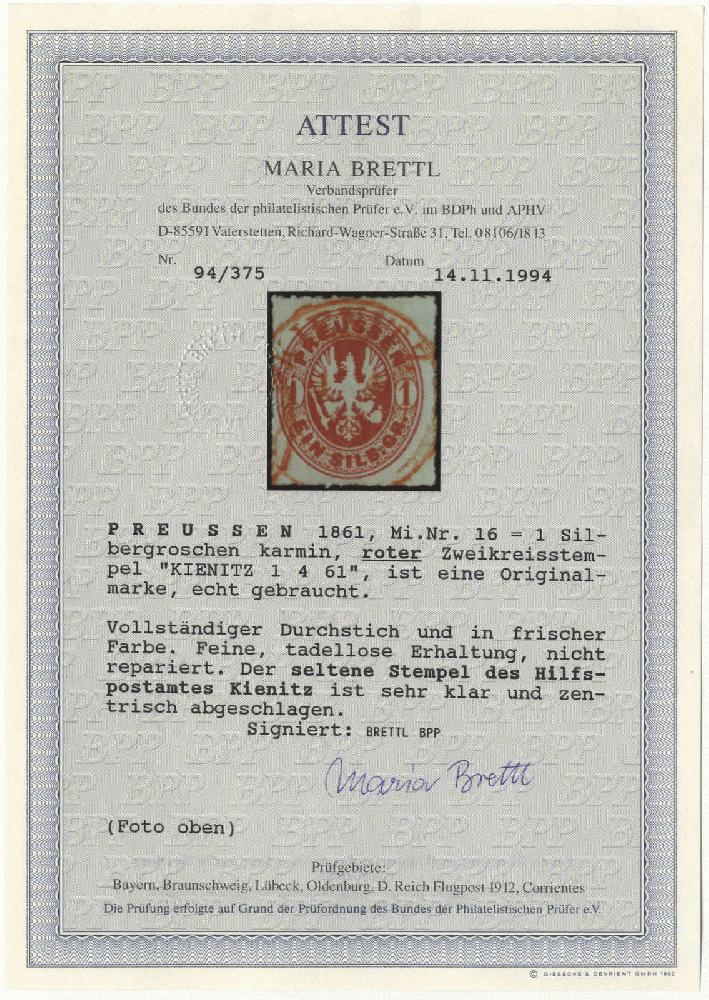 ATTEST
MARIA BRETTL
Verbandsprüfer
des Bundes der philatelistischen Prüfer e.V. im BDPh und APHV
D-85591 Vaterstetten, Richard-Wagner-Straße 31, Tel. 08106/1813
Nr. 94/375 Datum 14.11.1994
PREUSSEN
1 1
EIN SILB.GR.
P R E U S S E N 1861, Mi.Nr. 16 = 1 Sil-
bergroschen karmin, roter Zweikreisstem-
pel "KIENITZ 1 4 61", ist eine Original-
marke, echt gebraucht.
Vollständiger Durchstich und in frischer
Farbe. Feine, tadellose Erhaltung, nicht
repariert. Der seltene Stempel des Hilfs-
postamtes Kienitz ist sehr klar und zen-
trisch abgeschlagen.
Signiert: BRETTL BPP
Maria Brettl
(Foto oben)
Prüfgebiete:
Bayern, Braunschweig, Lübeck, Oldenburg, D. Reich Flugpost 1912, Corrientes
Die Prüfung erfolgte auf Grund der Prüfordnung des Bundes der Philatelistischen Prüfer e.V.
© GIESECKE & DEVRIENT GMBH 1992